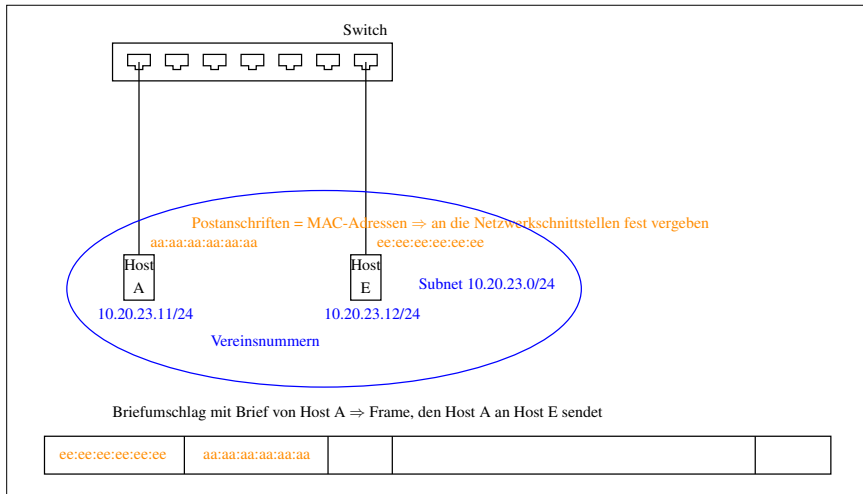 Switch
Postanschriften = MAC-Adressen ⇒ an die Netzwerkschnittstellen fest vergeben
aa:aa:aa:aa:aa:aa ee:ee:ee:ee:ee:ee
Host Host
A E
Subnet 10.20.23.0/24
10.20.23.11/24 10.20.23.12/24
Vereinsnummern
Briefumschlag mit Brief von Host A ⇒ Frame, den Host A an Host E sendet
ee:ee:ee:ee:ee:ee aa:aa:aa:aa:aa:aa